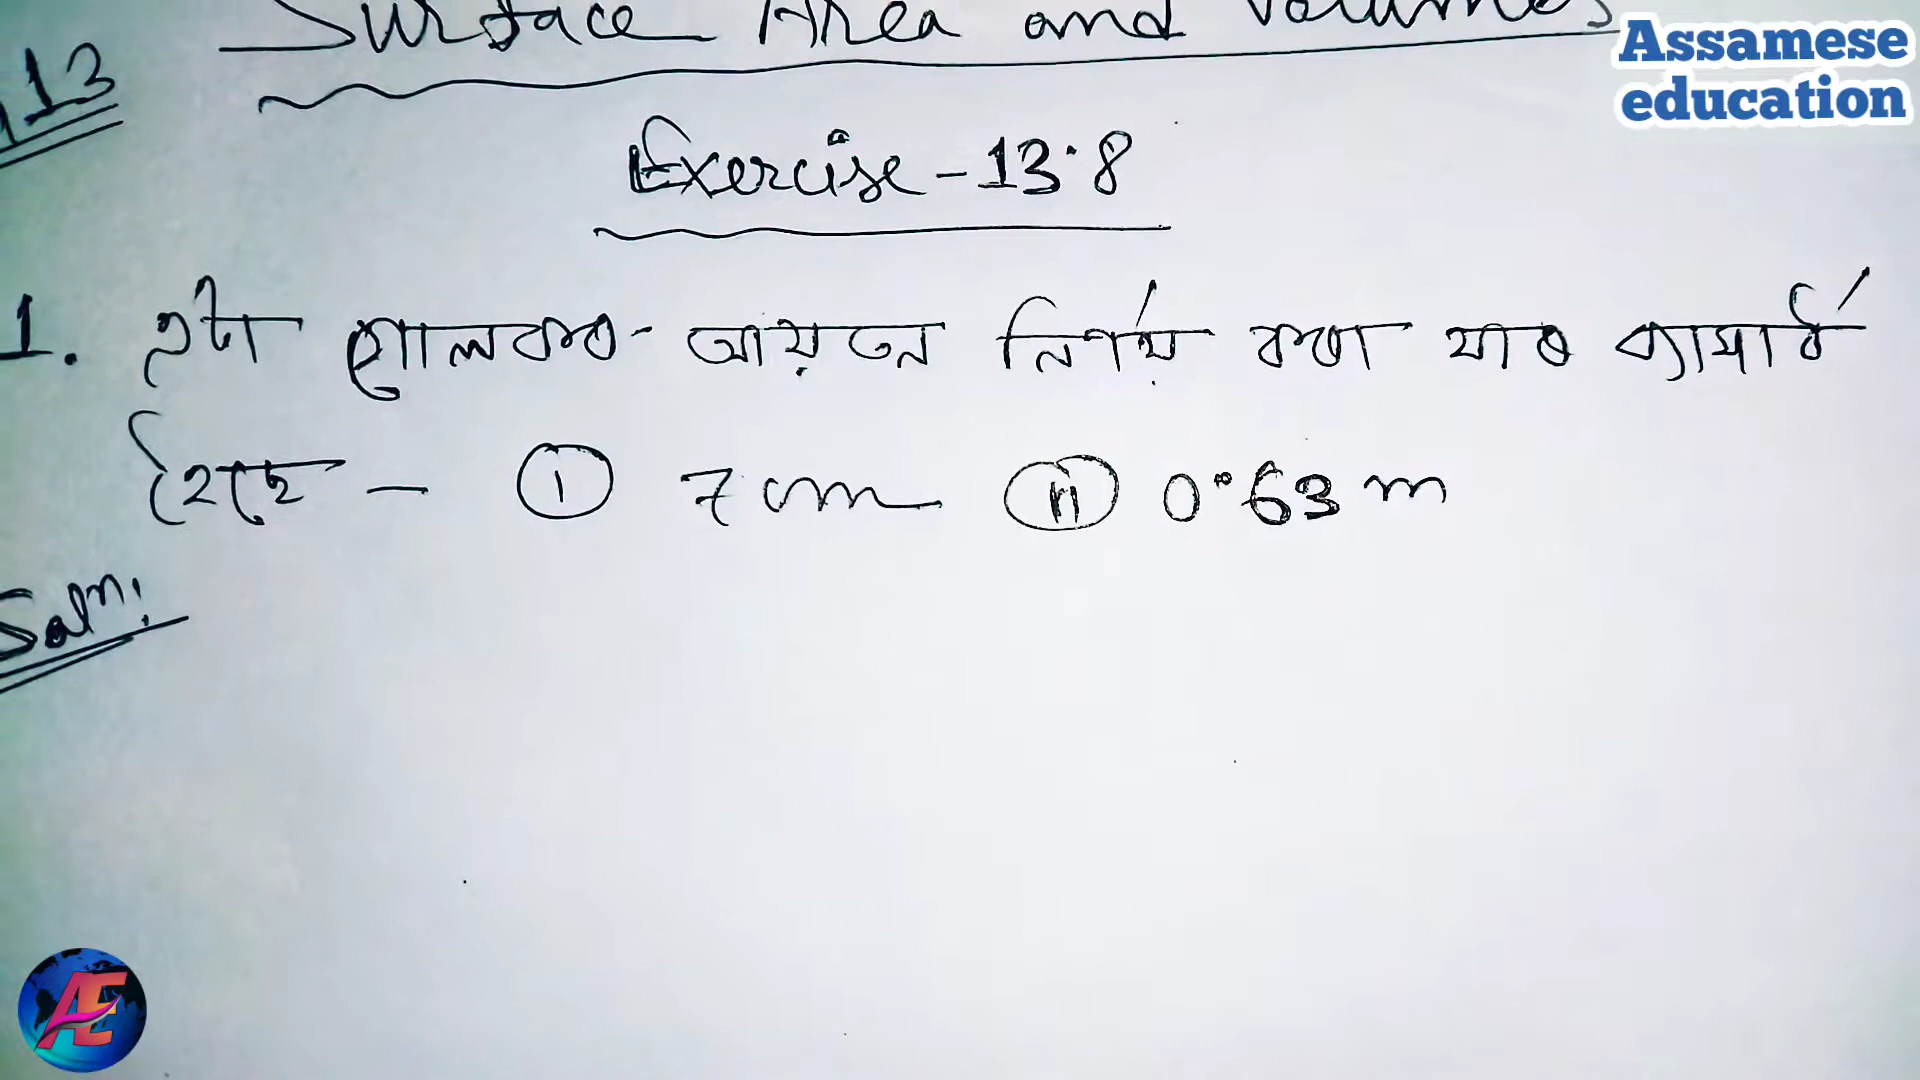 Surface Area and Volumes
Assamese
education
13
Exercise - 13.8
1. এটা গোলকৰ আয়তন নিৰ্ণয় কৰা যাৰ ব্যাসাৰ্ধ
হৈছে - (i) 7 cm (ii) 0.63 m
Soln:
AE